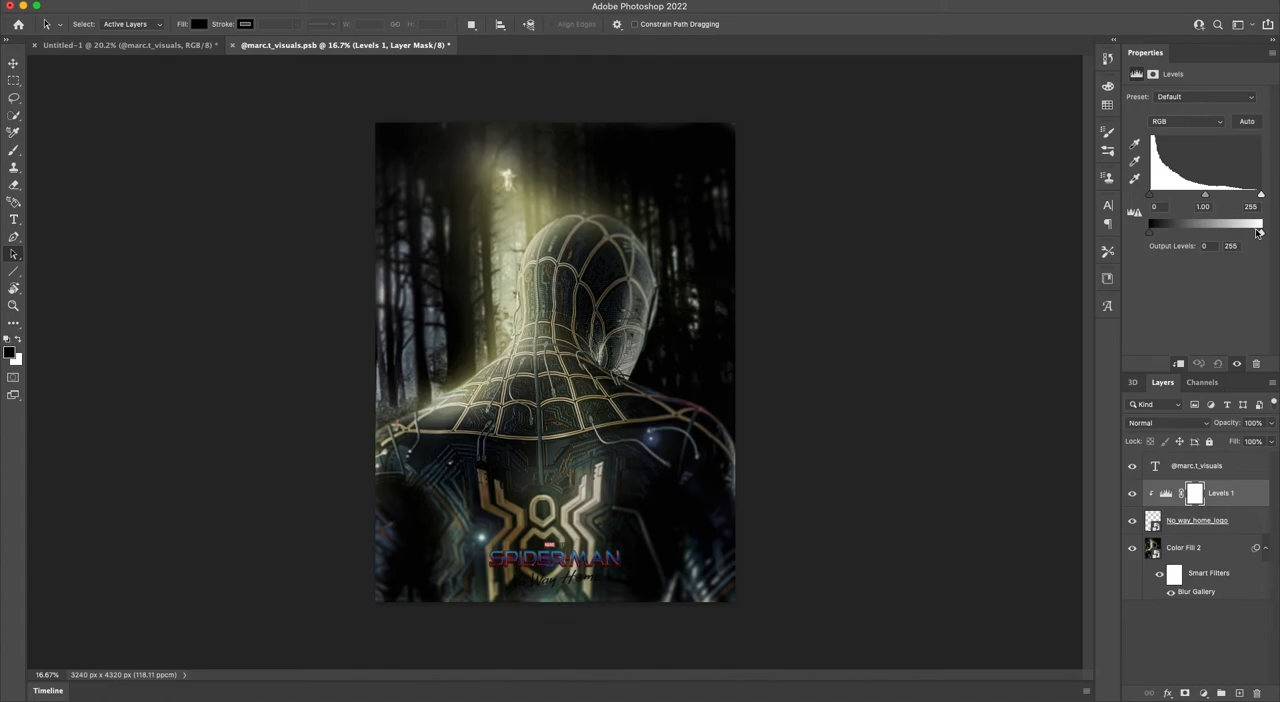 Adobe Photoshop 2022
Select: Active Layers Fill: Stroke: W: GO H: Align Edges Constrain Path Dragging
Untitled-1 @ 20.2% (@marc.t_visuals, RGB/8) *
@marc.t_visuals.psb @ 16.7% (Levels 1, Layer Mask/8) *
Properties
Levels
Preset: Default
RGB Auto
0 1.00 255
Output Levels: 0 255
3D Layers Channels
Kind
Normal Opacity: 100%
Lock: Fill: 100%
@marc.t_visuals
Levels 1
No_way_home_logo
Color Fill 2
Smart Filters
Blur Gallery
MARVEL
SPIDER-MAN
No Way Home
16.67% 3240 px x 4320 px (118.11 ppcm)
Timeline